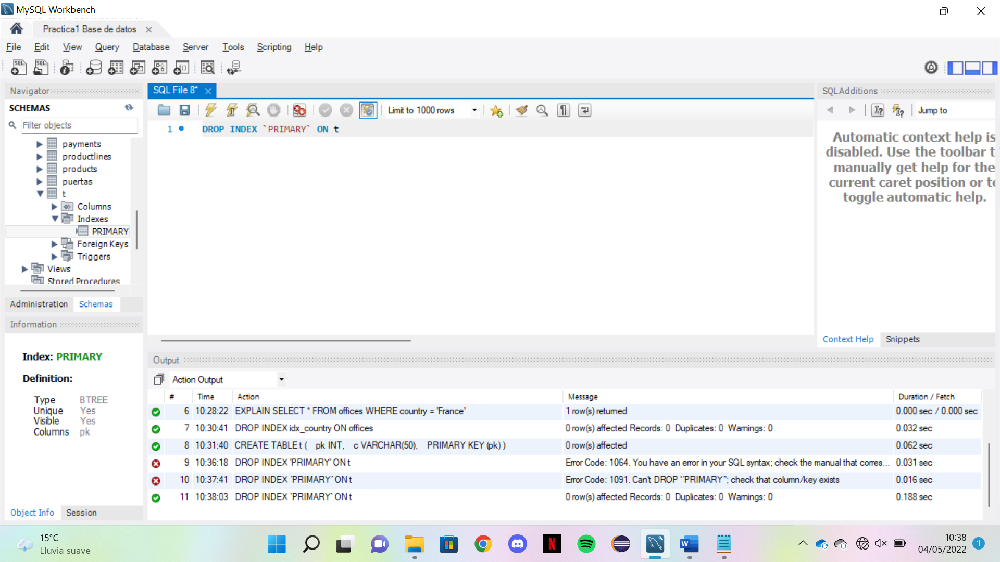 MySQL Workbench
Practica1 Base de datos
File Edit View Query Database Server Tools Scripting Help
Navigator
SCHEMAS
Filter objects
payments
productlines
products
puertas
t
Columns
Indexes
PRIMARY
Foreign Keys
Triggers
Views
Stored Procedures
Administration Schemas
Information
Index: PRIMARY
Definition:
Type BTREE
Unique Yes
Visible Yes
Columns pk
Object Info Session
SQL File 8*
Limit to 1000 rows
1 DROP INDEX `PRIMARY` ON t
SQLAdditions
Jump to
Automatic context help is
disabled. Use the toolbar t
manually get help for the
current caret position or to
toggle automatic help.
Context Help Snippets
Output
Action Output
# Time Action Message Duration / Fetch
6 10:28:22 EXPLAIN SELECT * FROM offices WHERE country = 'France' 1 row(s) returned 0.000 sec / 0.000 sec
7 10:30:41 DROP INDEX idx_country ON offices 0 row(s) affected Records: 0 Duplicates: 0 Warnings: 0 0.032 sec
8 10:31:40 CREATE TABLE t ( pk INT, c VARCHAR(50), PRIMARY KEY (pk) ) 0 row(s) affected 0.062 sec
9 10:36:18 DROP INDEX 'PRIMARY' ON t Error Code: 1064. You have an error in your SQL syntax; check the manual that corres... 0.031 sec
10 10:37:41 DROP INDEX ´PRIMARY´ ON t Error Code: 1091. Can't DROP '´PRIMARY´'; check that column/key exists 0.016 sec
11 10:38:03 DROP INDEX `PRIMARY` ON t 0 row(s) affected Records: 0 Duplicates: 0 Warnings: 0 0.188 sec
15°C
Lluvia suave
10:38
04/05/2022
1